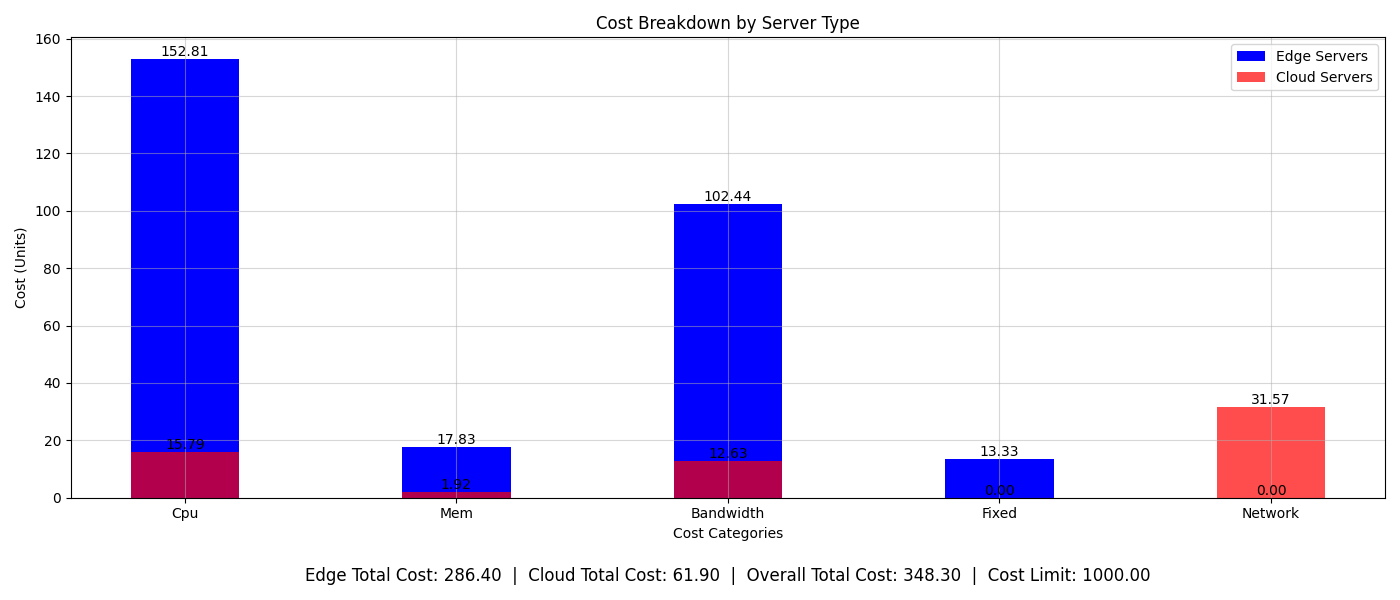 Cost Breakdown by Server Type
Edge Servers
Cloud Servers
160
140
120
100
80
60
40
20
0
Cost (Units)
152.81
15.79
17.83
1.92
102.44
12.63
13.33
0.00
31.57
0.00
Cpu Mem Bandwidth Fixed Network
Cost Categories
Edge Total Cost: 286.40 | Cloud Total Cost: 61.90 | Overall Total Cost: 348.30 | Cost Limit: 1000.00